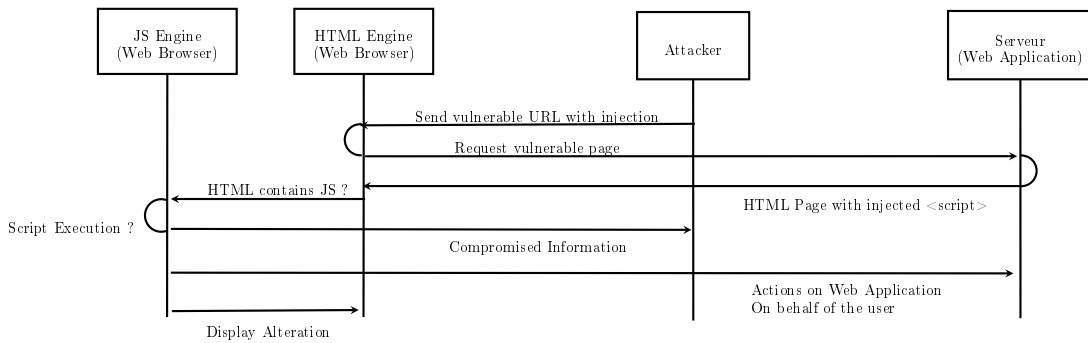 JS Engine
(Web Browser)
HTML Engine
(Web Browser)
Attacker
Serveur
(Web Application)
Send vulnerable URL with injection
Request vulnerable page
HTML contains JS ?
HTML Page with injected <script>
Script Execution ?
Compromised Information
Actions on Web Application
On behalf of the user
Display Alteration